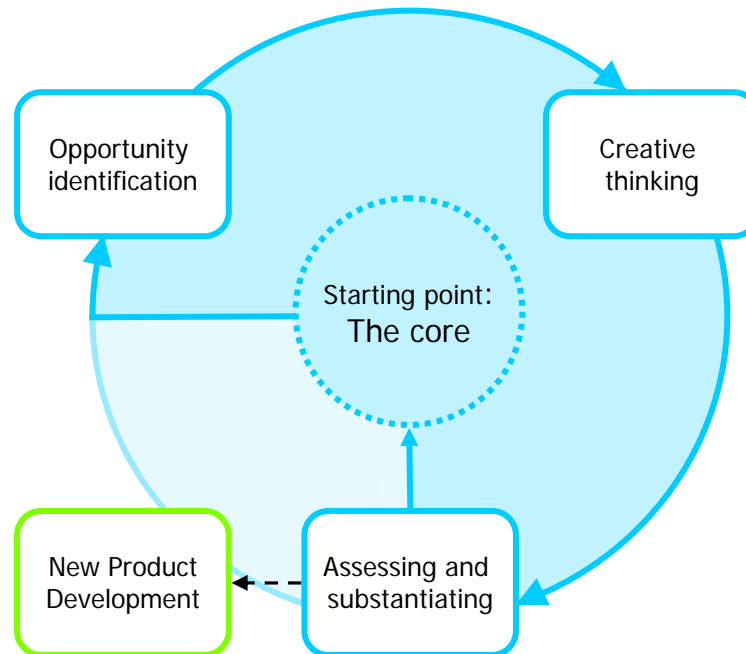 Opportunity
identification
Creative
thinking
Starting point:
The core
New Product
Development
Assessing and
substantiating